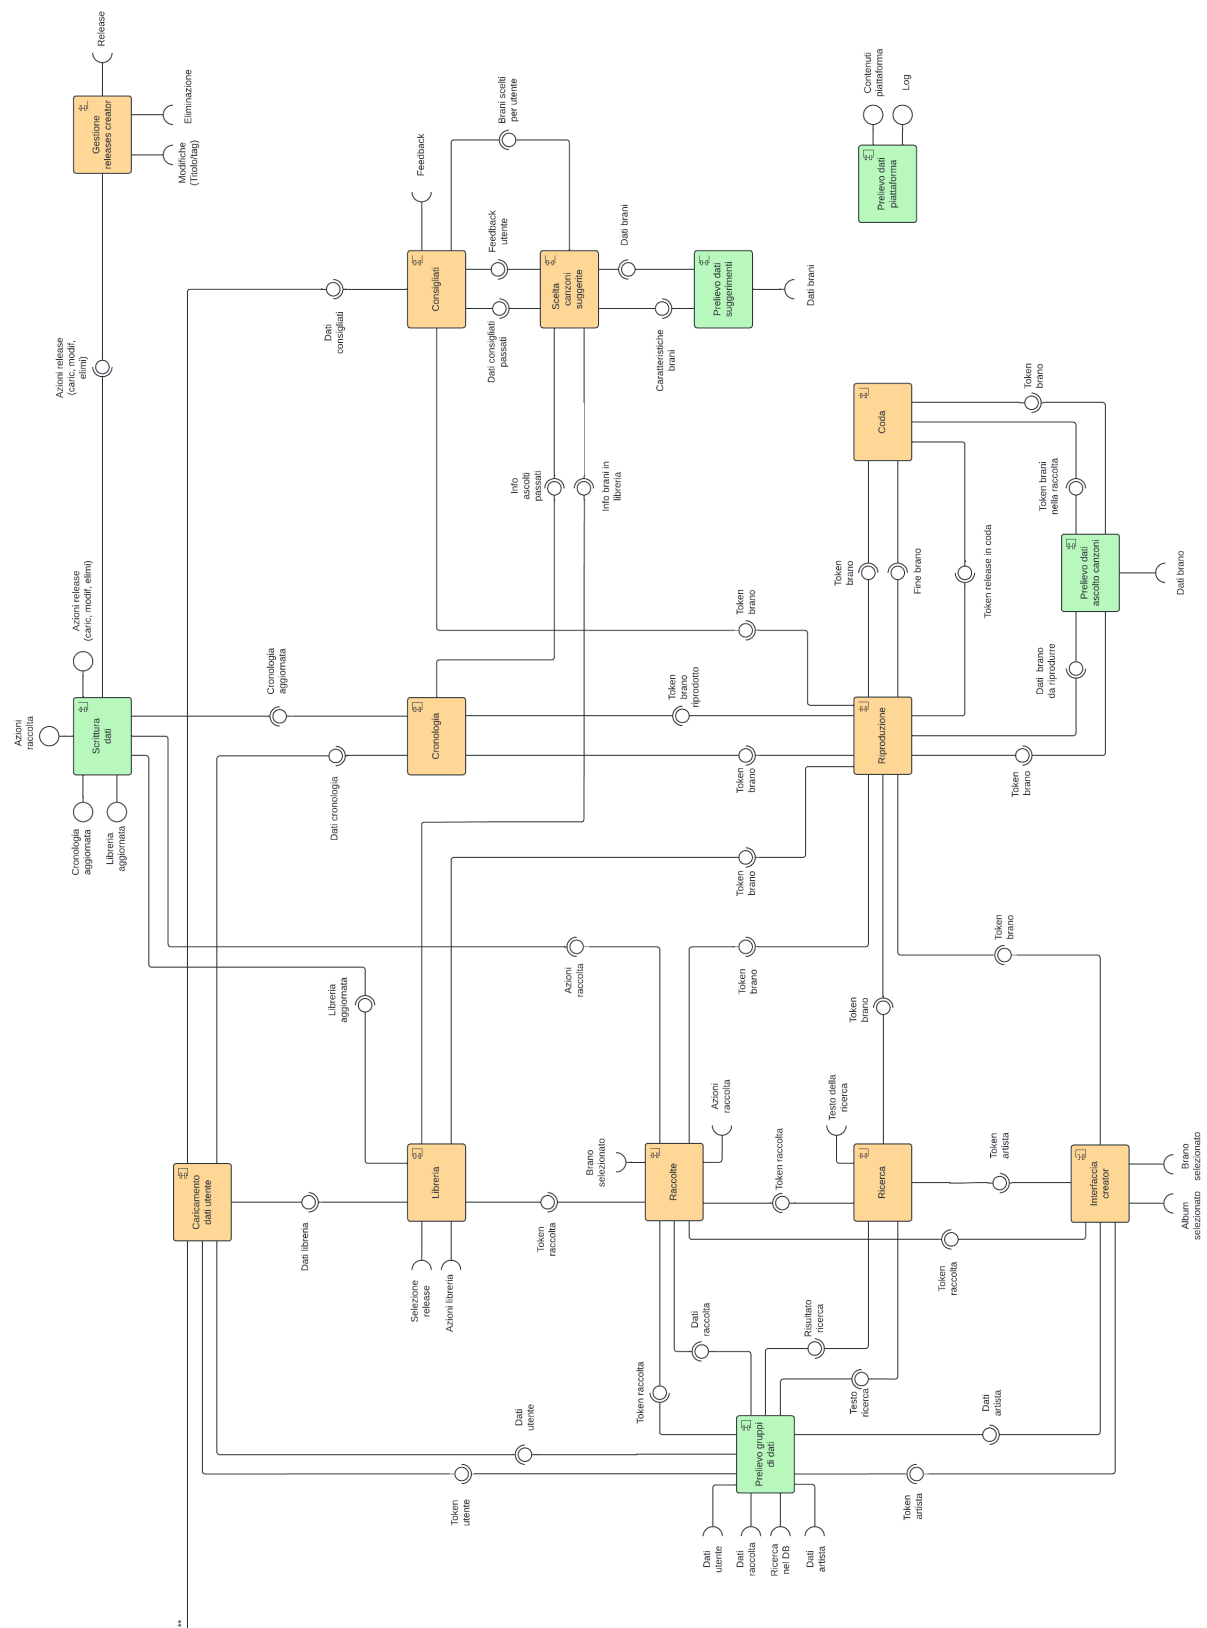 Release
Gestione
releases creator
Eliminazione
Modifiche
(Titolo/tag)
Azioni release
(caric, modif,
elimi)
Azioni release
(caric, modif, elimi)
Azioni
raccolta
Scrittura
dati
Cronologia
aggiornata
Libreria
aggiornata
Cronologia
aggiornata
Dati
consigliati
Feedback
Brani scelti
per utente
Consigliati
Feedback
utente
Dati consigliati
passati
Scelta
canzoni
suggerite
Dati brani
Caratteristiche
brani
Prelievo dati
suggerimenti
Dati brani
Contenuti
piattaforma
Log
Prelievo dati
piattaforma
Info
ascolti
passati
Info brani in
libreria
Coda
Token
brano
Token brani
nella raccolta
Token
brano
Fine brano
Token release in coda
Prelievo dati
ascolto canzoni
Dati brano
Dati  brano
da riprodurre
Token
brano
Token
brano
riprodotto
Cronologia
Riproduzione
Dati cronologia
Token
brano
Token
brano
Token
brano
Libreria
aggiornata
Azioni
raccolta
Token
brano
Token
brano
Token
brano
Caricamento
dati utente
Dati libreria
Libreria
Selezione
release
Azioni libreria
Token
raccolta
Brano
selezionato
Azioni
raccolta
Raccolte
Token raccolta
Testo della
ricerca
Ricerca
Token
artista
Interfaccia
creator
Brano
selezionato
Album
selezionato
Token
raccolta
Dati
raccolta
Token raccolta
Risultato
ricerca
Testo
ricerca
Dati
artista
Dati
utente
Token
utente
Prelievo gruppi
di dati
Token
artista
Dati
utente
Dati
raccolta
Ricerca
nel DB
Dati
artista
**